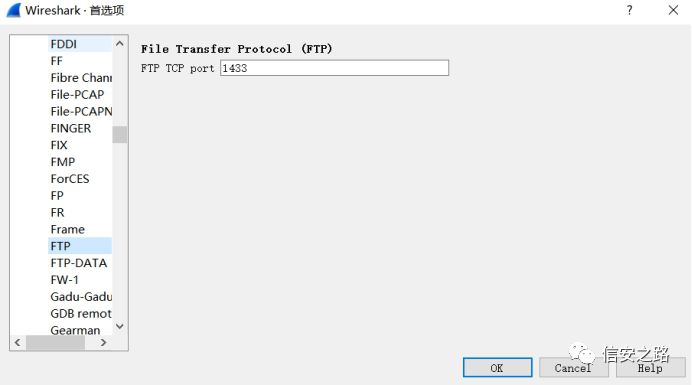 Wireshark · 首选项
FDDI
FF
Fibre Chan
File-PCAP
File-PCAPN
FINGER
FIX
FMP
ForCES
FP
FR
Frame
FTP
FTP-DATA
FW-1
Gadu-Gadu
GDB remot
Gearman
File Transfer Protocol (FTP)
FTP TCP port 1433
信安之路
OK
Cancel
Help